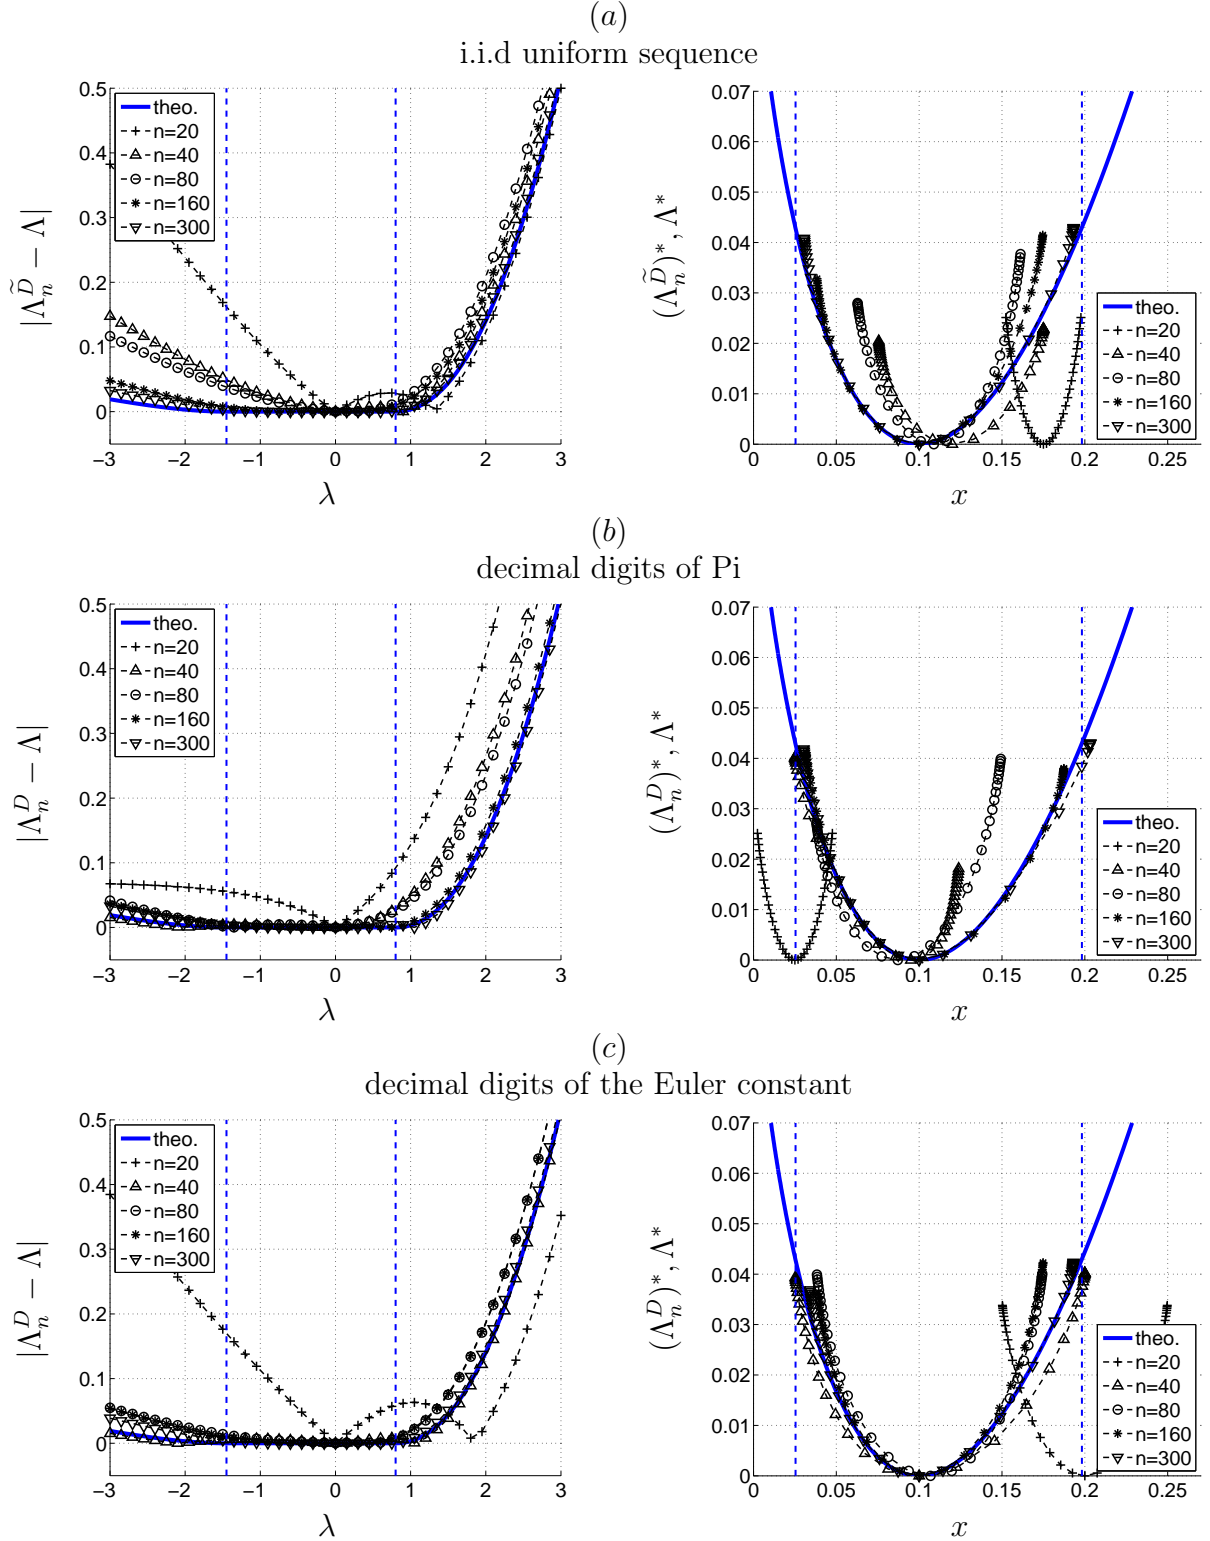 (a)
i.i.d uniform sequence
0.5
0.4
0.3
0.2
0.1
0
−3
−2
−1
0
1
2
3
theo.
n=20
n=40
n=80
n=160
n=300
|Λ_n^D̃ − Λ|
λ
0.07
0.06
0.05
0.04
0.03
0.02
0.01
0
0
0.05
0.1
0.15
0.2
0.25
theo.
n=20
n=40
n=80
n=160
n=300
(Λ_n^D̃)*, Λ*
x
(b)
decimal digits of Pi
0.5
0.4
0.3
0.2
0.1
0
−3
−2
−1
0
1
2
3
theo.
n=20
n=40
n=80
n=160
n=300
|Λ_n^D − Λ|
λ
0.07
0.06
0.05
0.04
0.03
0.02
0.01
0
0
0.05
0.1
0.15
0.2
0.25
theo.
n=20
n=40
n=80
n=160
n=300
(Λ_n^D)*, Λ*
x
(c)
decimal digits of the Euler constant
0.5
0.4
0.3
0.2
0.1
0
−3
−2
−1
0
1
2
3
theo.
n=20
n=40
n=80
n=160
n=300
|Λ_n^D − Λ|
λ
0.07
0.06
0.05
0.04
0.03
0.02
0.01
0
0
0.05
0.1
0.15
0.2
0.25
theo.
n=20
n=40
n=80
n=160
n=300
(Λ_n^D)*, Λ*
x